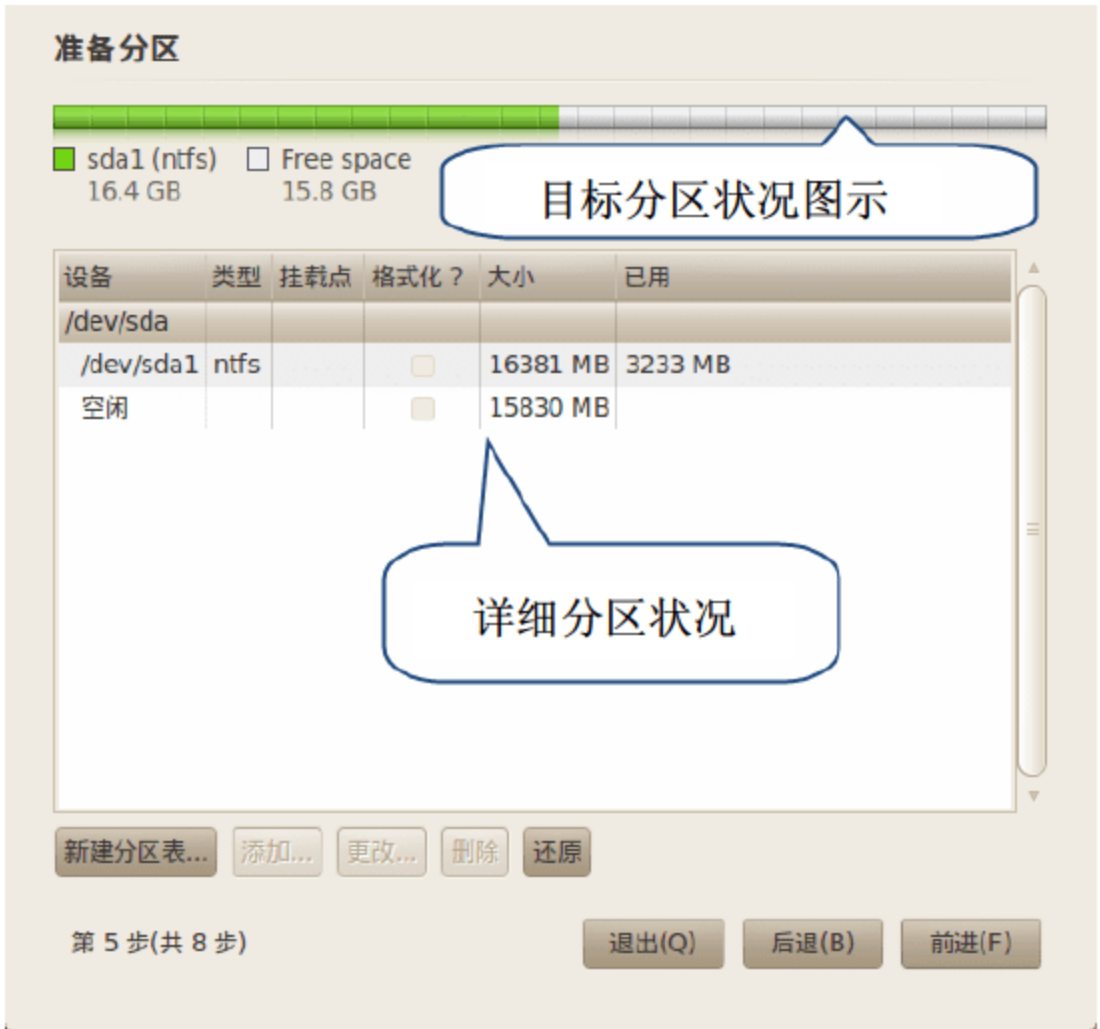 准备分区
sda1 (ntfs) Free space
16.4 GB 15.8 GB
目标分区状况图示
设备 类型 挂载点 格式化？ 大小 已用
/dev/sda
/dev/sda1 ntfs 16381 MB 3233 MB
空闲 15830 MB
详细分区状况
新建分区表... 添加... 更改... 删除 还原
第 5 步(共 8 步) 退出(Q) 后退(B) 前进(F)